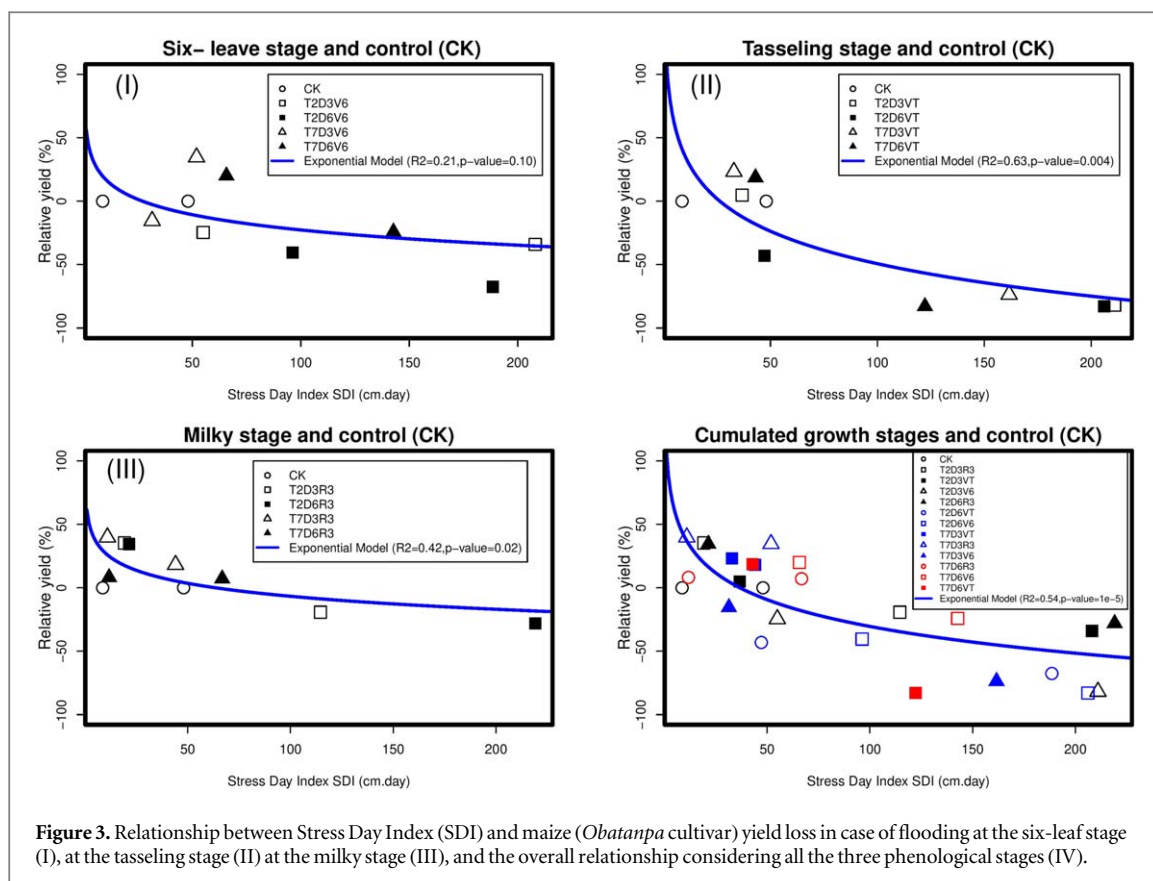 Six− leave stage and control (CK)
(I)
CK
T2D3V6
T2D6V6
T7D3V6
T7D6V6
Exponential Model (R2=0.21,p-value=0.10)
Relative yield (%)
100
50
0
−50
−100
50
100
150
200
Stress Day Index SDI (cm.day)
Tasseling stage and control (CK)
(II)
CK
T2D3VT
T2D6VT
T7D3VT
T7D6VT
Exponential Model (R2=0.63,p-value=0.004)
Relative yield (%)
100
50
0
−50
−100
50
100
150
200
Stress Day Index SDI (cm.day)
Milky stage and control (CK)
(III)
CK
T2D3R3
T2D6R3
T7D3R3
T7D6R3
Exponential Model (R2=0.42,p-value=0.02)
Relative yield (%)
100
50
0
−50
−100
50
100
150
200
Stress Day Index SDI (cm.day)
Cumulated growth stages and control (CK)
CK
T2D3R3
T2D3VT
T2D3V6
T2D6R3
T2D6VT
T2D6V6
T7D3VT
T7D3R3
T7D3V6
T7D6R3
T7D6V6
T7D6VT
Exponential Model (R2=0.54,p-value=1e-5)
Relative yield (%)
100
50
0
−50
−100
50
100
150
200
Stress Day Index SDI (cm.day)
Figure 3. Relationship between Stress Day Index (SDI) and maize (Obatanpa cultivar) yield loss in case of flooding at the six-leaf stage
(I), at the tasseling stage (II) at the milky stage (III), and the overall relationship considering all the three phenological stages (IV).